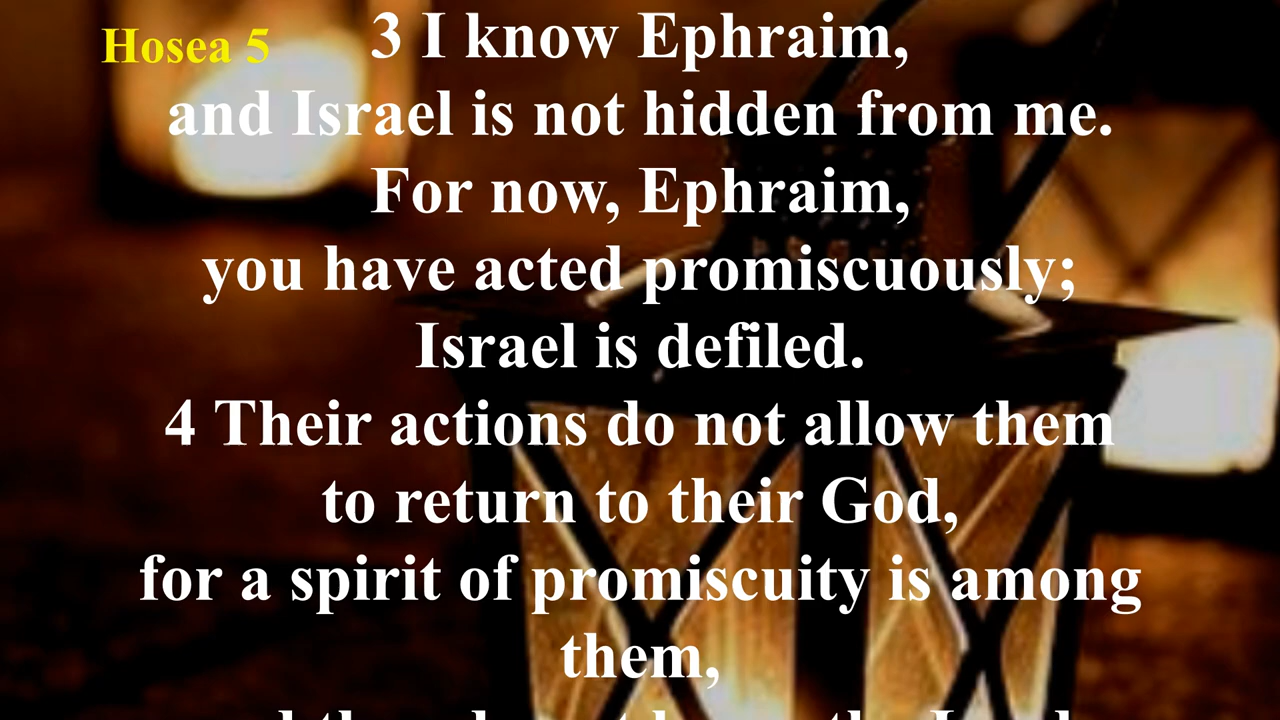 Hosea 5
3 I know Ephraim,
and Israel is not hidden from me.
For now, Ephraim,
you have acted promiscuously;
Israel is defiled.
4 Their actions do not allow them
to return to their God,
for a spirit of promiscuity is among
them,